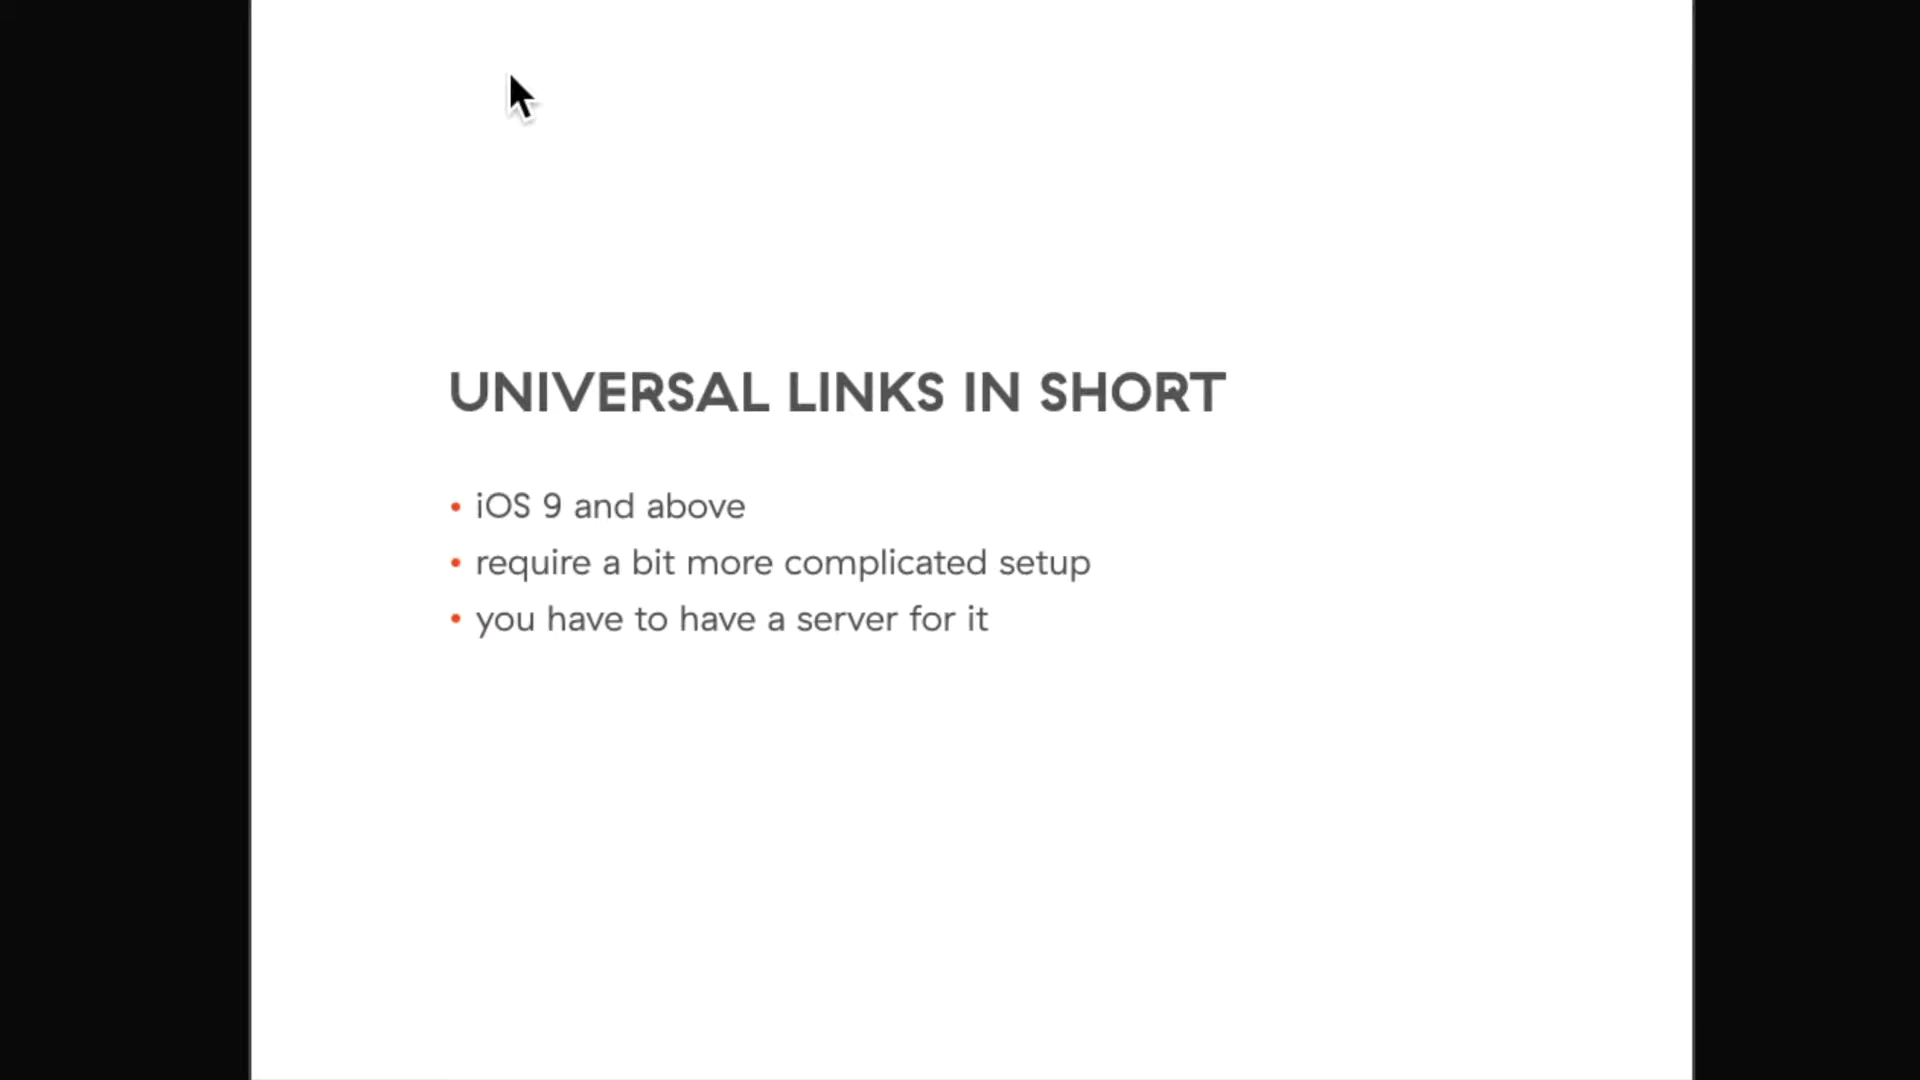 UNIVERSAL LINKS IN SHORT
• iOS 9 and above
• require a bit more complicated setup
• you have to have a server for it